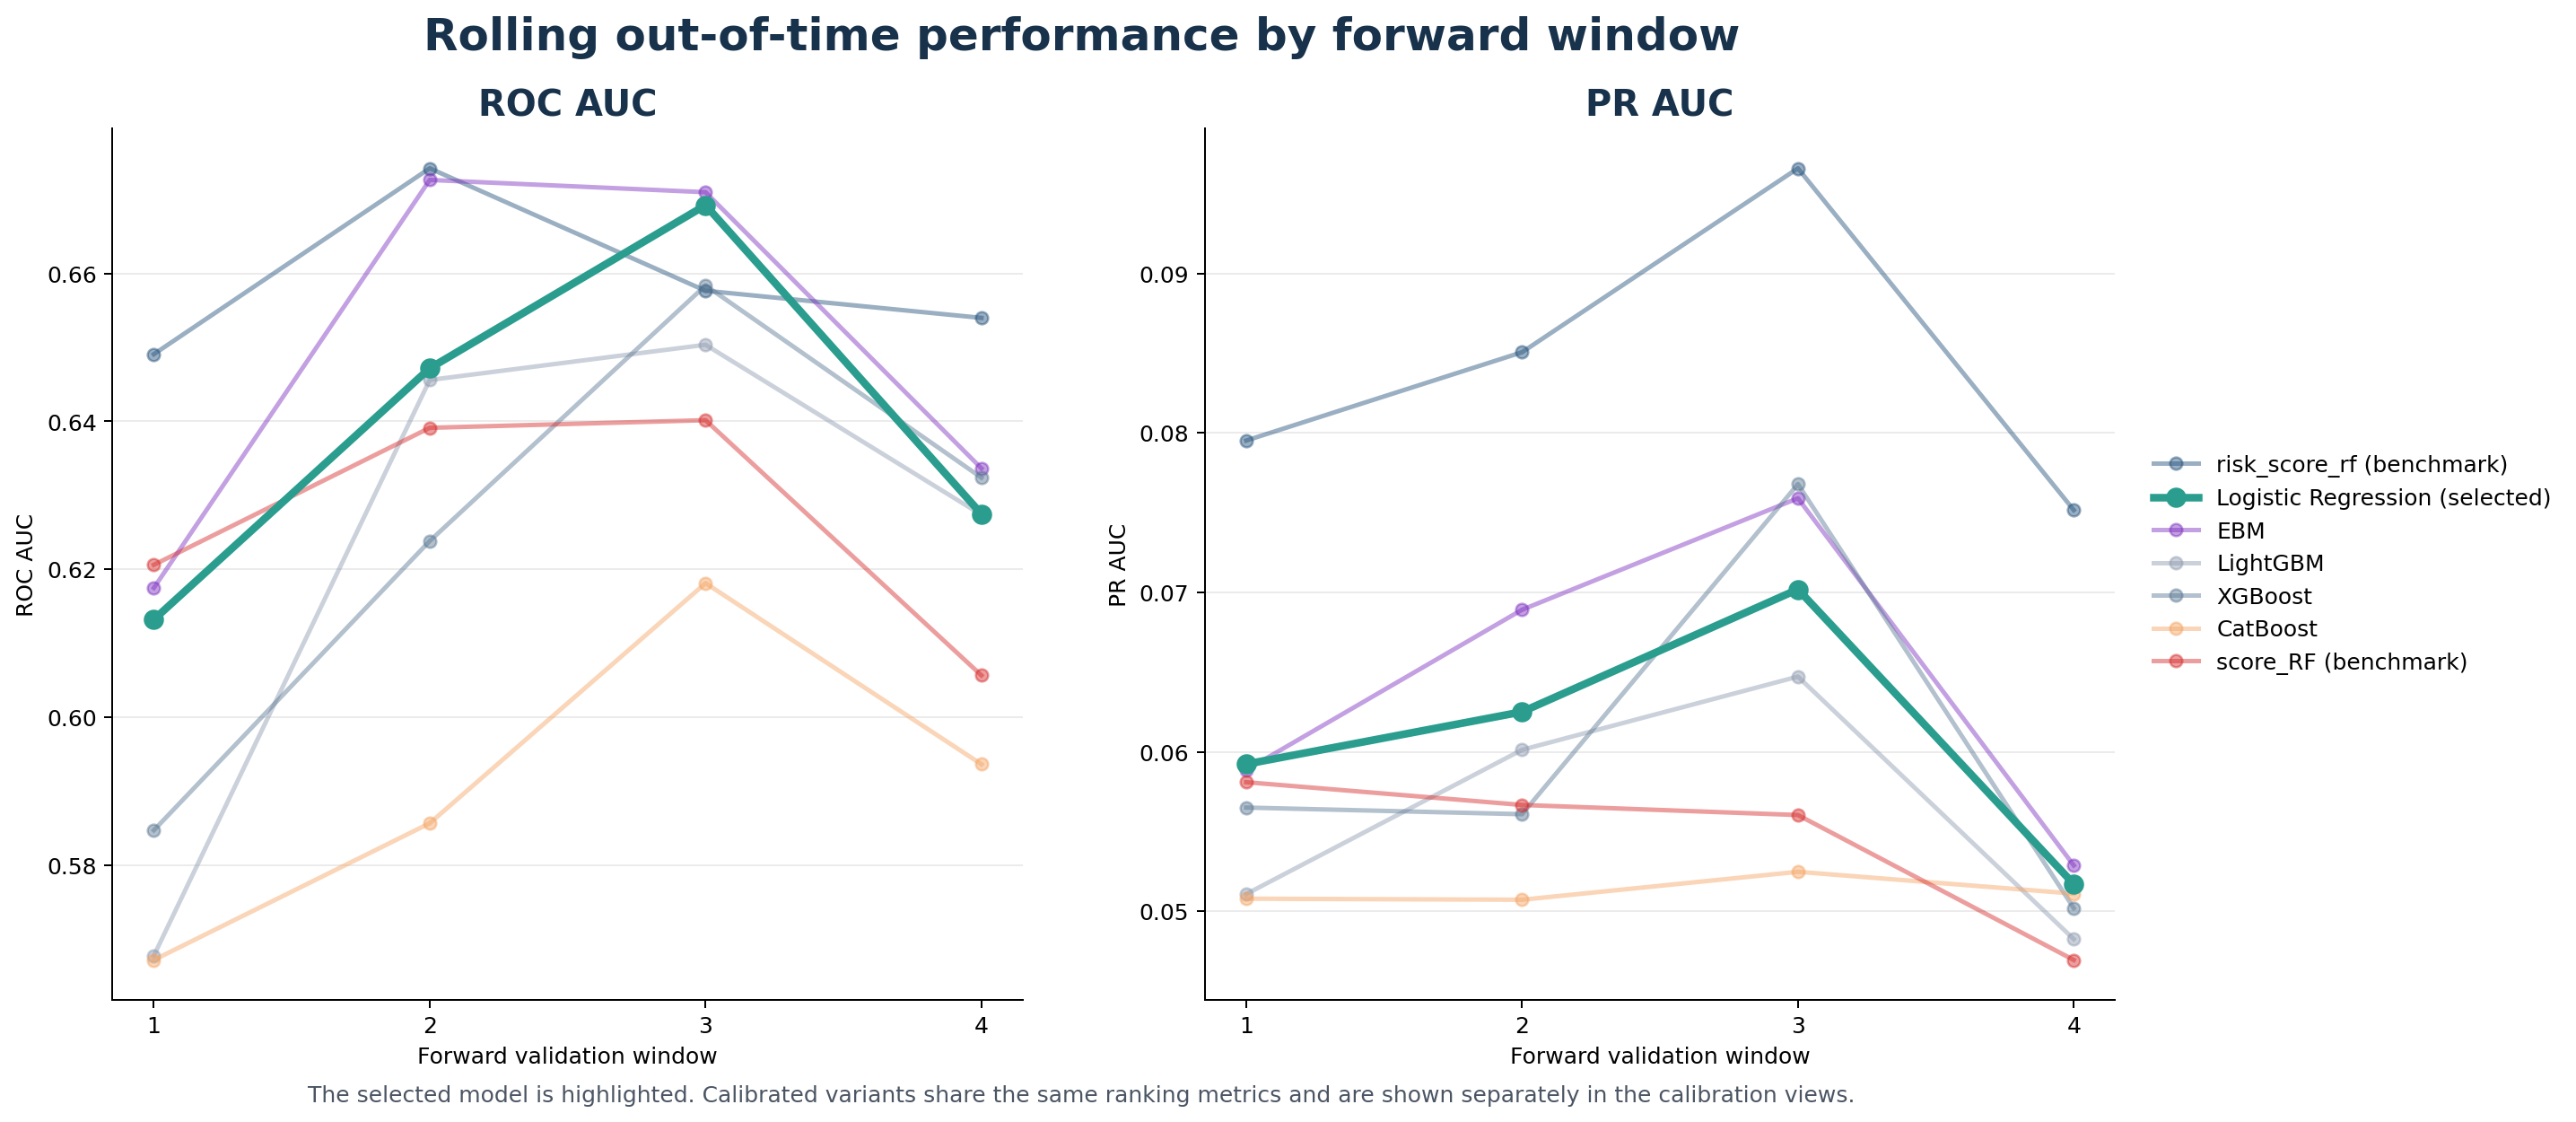 Rolling out-of-time performance by forward window
ROC AUC
PR AUC
ROC AUC
0.66
0.64
0.62
0.60
0.58
1
2
3
4
Forward validation window
PR AUC
0.09
0.08
0.07
0.06
0.05
1
2
3
4
Forward validation window
risk_score_rf (benchmark)
Logistic Regression (selected)
EBM
LightGBM
XGBoost
CatBoost
score_RF (benchmark)
The selected model is highlighted. Calibrated variants share the same ranking metrics and are shown separately in the calibration views.